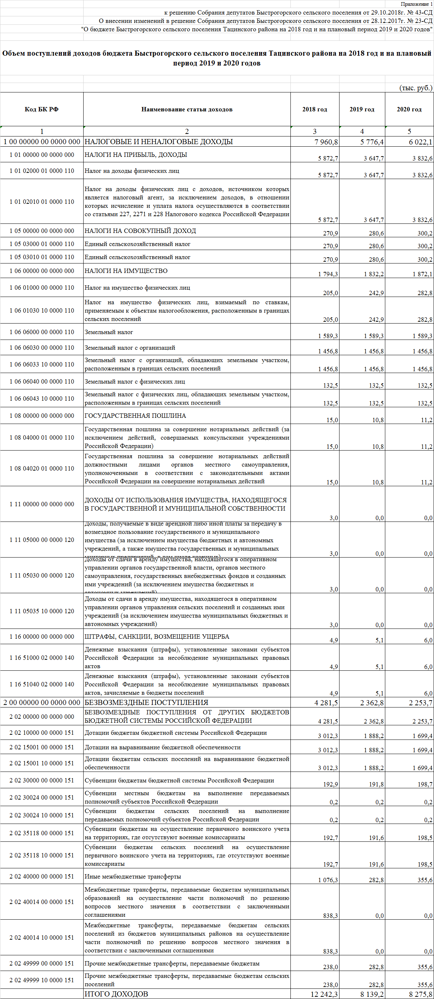 Приложение 1
к решению Собрания депутатов Быстрогорского сельского поселения от 29.10.2018г. № 43-СД
О внесении изменений в решение Собрания депутатов Быстрогорского сельского поселения от 28.12.2017г. № 23-СД
"О бюджете Быстрогорского сельского поселения Тацинского района на 2018 год и на плановый период 2019 и 2020 годов"
Объем поступлений доходов бюджета Быстрогорского сельского поселения Тацинского района на 2018 год и на плановый
период 2019 и 2020 годов
(тыс. руб.)
Код БК РФ Наименование статьи доходов 2018 год 2019 год 2020 год
1 2 3 4 5
1 00 00000 00 0000 000 НАЛОГОВЫЕ И НЕНАЛОГОВЫЕ ДОХОДЫ 7 960,8 5 776,4 6 022,1
1 01 00000 00 0000 000 НАЛОГИ НА ПРИБЫЛЬ, ДОХОДЫ 5 872,7 3 647,7 3 832,6
1 01 02000 01 0000 110 Налог на доходы физических лиц 5 872,7 3 647,7 3 832,6
1 01 02010 01 0000 110 Налог на доходы физических лиц с доходов, источником которых
является налоговый агент, за исключением доходов, в отношении
которых исчисление и уплата налога осуществляются в соответствии
со статьями 227, 2271 и 228 Налогового кодекса Российской Федерации
5 872,7 3 647,7 3 832,6
1 05 00000 00 0000 000 НАЛОГИ НА СОВОКУПНЫЙ ДОХОД 270,9 280,6 300,2
1 05 03000 01 0000 110 Единый сельскохозяйственный налог 270,9 280,6 300,2
1 05 03010 01 0000 110 Единый сельскохозяйственный налог 270,9 280,6 300,2
1 06 00000 00 0000 000 НАЛОГИ НА ИМУЩЕСТВО 1 794,3 1 832,2 1 872,1
1 06 01000 00 0000 110 Налог на имущество физических лиц 205,0 242,9 282,8
1 06 01030 10 0000 110 Налог на имущество физических лиц, взимаемый по ставкам,
применяемым к объектам налогообложения, расположенным в границах
сельских поселений 205,0 242,9 282,8
1 06 06000 00 0000 110 Земельный налог 1 589,3 1 589,3 1 589,3
1 06 06030 00 0000 110 Земельный налог с организаций 1 456,8 1 456,8 1 456,8
1 06 06033 10 0000 110 Земельный налог с организаций, обладающих земельным участком,
расположенным в границах сельских поселений 1 456,8 1 456,8 1 456,8
1 06 06040 00 0000 110 Земельный налог с физических лиц 132,5 132,5 132,5
1 06 06043 10 0000 110 Земельный налог с физических лиц, обладающих земельным участком,
расположенным в границах сельских поселений 132,5 132,5 132,5
1 08 00000 00 0000 000 ГОСУДАРСТВЕННАЯ ПОШЛИНА 15,0 10,8 11,2
1 08 04000 01 0000 110 Государственная пошлина за совершение нотариальных действий (за
исключением действий, совершаемых консульскими учреждениями
Российской Федерации) 15,0 10,8 11,2
1 08 04020 01 0000 110 Государственная пошлина за совершение нотариальных действий
должностными лицами органов местного самоуправления,
уполномоченными в соответствии с законодательными актами
Российской Федерации на совершение нотариальных действий 15,0 10,8 11,2
1 11 00000 00 0000 000 ДОХОДЫ ОТ ИСПОЛЬЗОВАНИЯ ИМУЩЕСТВА, НАХОДЯЩЕГОСЯ
В ГОСУДАРСТВЕННОЙ И МУНИЦИПАЛЬНОЙ СОБСТВЕННОСТИ
3,0 0,0 0,0
1 11 05000 00 0000 120 Доходы, получаемые в виде арендной либо иной платы за передачу в
возмездное пользование государственного и муниципального
имущества (за исключением имущества бюджетных и автономных
учреждений, а также имущества государственных и муниципальных
унитарных предприятий, в том числе казенных) 3,0 0,0 0,0
1 11 05030 00 0000 120 Доходы от сдачи в аренду имущества, находящегося в оперативном
управлении органов государственной власти, органов местного
самоуправления, государственных внебюджетных фондов и созданных
ими учреждений (за исключением имущества бюджетных и
автономных учреждений) 3,0 0,0 0,0
1 11 05035 10 0000 120 Доходы от сдачи в аренду имущества, находящегося в оперативном
управлении органов управления сельских поселений и созданных ими
учреждений (за исключением имущества муниципальных бюджетных и
автономных учреждений) 3,0 0,0 0,0
1 16 00000 00 0000 000 ШТРАФЫ, САНКЦИИ, ВОЗМЕЩЕНИЕ УЩЕРБА 4,9 5,1 6,0
1 16 51000 02 0000 140 Денежные взыскания (штрафы), установленные законами субъектов
Российской Федерации за несоблюдение муниципальных правовых
актов 4,9 5,1 6,0
1 16 51040 02 0000 140 Денежные взыскания (штрафы), установленные законами субъектов
Российской Федерации за несоблюдение муниципальных правовых
актов, зачисляемые в бюджеты поселений 4,9 5,1 6,0
2 00 00000 00 0000 000 БЕЗВОЗМЕЗДНЫЕ ПОСТУПЛЕНИЯ 4 281,5 2 362,8 2 253,7
2 02 00000 00 0000 000 БЕЗВОЗМЕЗДНЫЕ ПОСТУПЛЕНИЯ ОТ ДРУГИХ БЮДЖЕТОВ
БЮДЖЕТНОЙ СИСТЕМЫ РОССИЙСКОЙ ФЕДЕРАЦИИ 4 281,5 2 362,8 2 253,7
2 02 10000 00 0000 151 Дотации бюджетам бюджетной системы Российской Федерации 3 012,3 1 888,2 1 699,4
2 02 15001 00 0000 151 Дотации на выравнивание бюджетной обеспеченности 3 012,3 1 888,2 1 699,4
2 02 15001 10 0000 151 Дотации бюджетам сельских поселений на выравнивание бюджетной
обеспеченности 3 012,3 1 888,2 1 699,4
2 02 30000 00 0000 151 Субвенции бюджетам бюджетной системы Российской Федерации 192,9 191,8 198,7
2 02 30024 00 0000 151 Субвенции местным бюджетам на выполнение передаваемых
полномочий субъектов Российской Федерации 0,2 0,2 0,2
2 02 30024 10 0000 151 Субвенции бюджетам сельских поселений на выполнение
передаваемых полномочий субъектов Российской Федерации 0,2 0,2 0,2
2 02 35118 00 0000 151 Субвенции бюджетам на осуществление первичного воинского учета
на территориях, где отсутствуют военные комиссариаты 192,7 191,6 198,5
2 02 35118 10 0000 151 Субвенции бюджетам сельских поселений на осуществление
первичного воинского учета на территориях, где отсутствуют военные
комиссариаты 192,7 191,6 198,5
2 02 40000 00 0000 151 Иные межбюджетные трансферты 1 076,3 282,8 355,6
2 02 40014 00 0000 151 Межбюджетные трансферты, передаваемые бюджетам муниципальных
образований на осуществление части полномочий по решению
вопросов местного значения в соответствии с заключенными
соглашениями 838,3 0,0 0,0
2 02 40014 10 0000 151 Межбюджетные трансферты, передаваемые бюджетам сельских
поселений из бюджетов муниципальных районов на осуществление
части полномочий по решению вопросов местного значения в
соответствии с заключенными соглашениями 838,3 0,0 0,0
2 02 49999 00 0000 151 Прочие межбюджетные трансферты, передаваемые бюджетам 238,0 282,8 355,6
2 02 49999 10 0000 151 Прочие межбюджетные трансферты, передаваемые бюджетам сельских
поселений 238,0 282,8 355,6
ИТОГО ДОХОДОВ 12 242,3 8 139,2 8 275,8